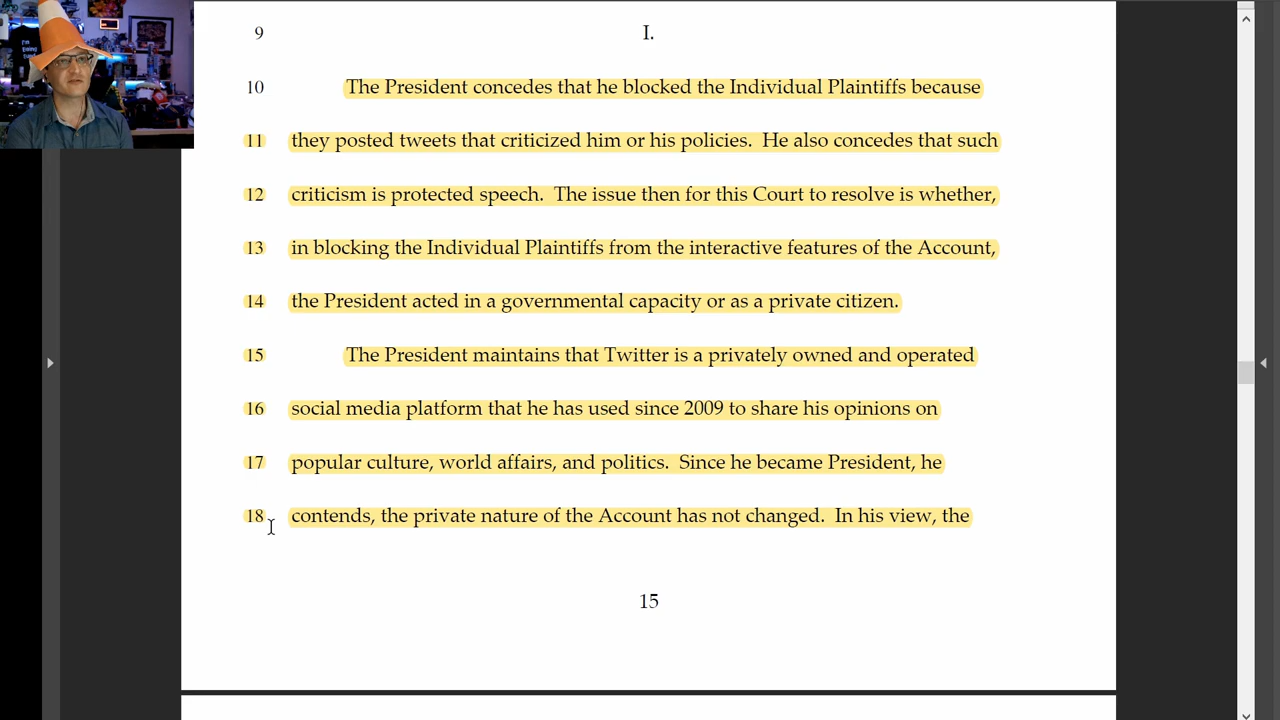 9 I.
10 The President concedes that he blocked the Individual Plaintiffs because
11 they posted tweets that criticized him or his policies. He also concedes that such
12 criticism is protected speech. The issue then for this Court to resolve is whether,
13 in blocking the Individual Plaintiffs from the interactive features of the Account,
14 the President acted in a governmental capacity or as a private citizen.
15 The President maintains that Twitter is a privately owned and operated
16 social media platform that he has used since 2009 to share his opinions on
17 popular culture, world affairs, and politics. Since he became President, he
18 contends, the private nature of the Account has not changed. In his view, the
15